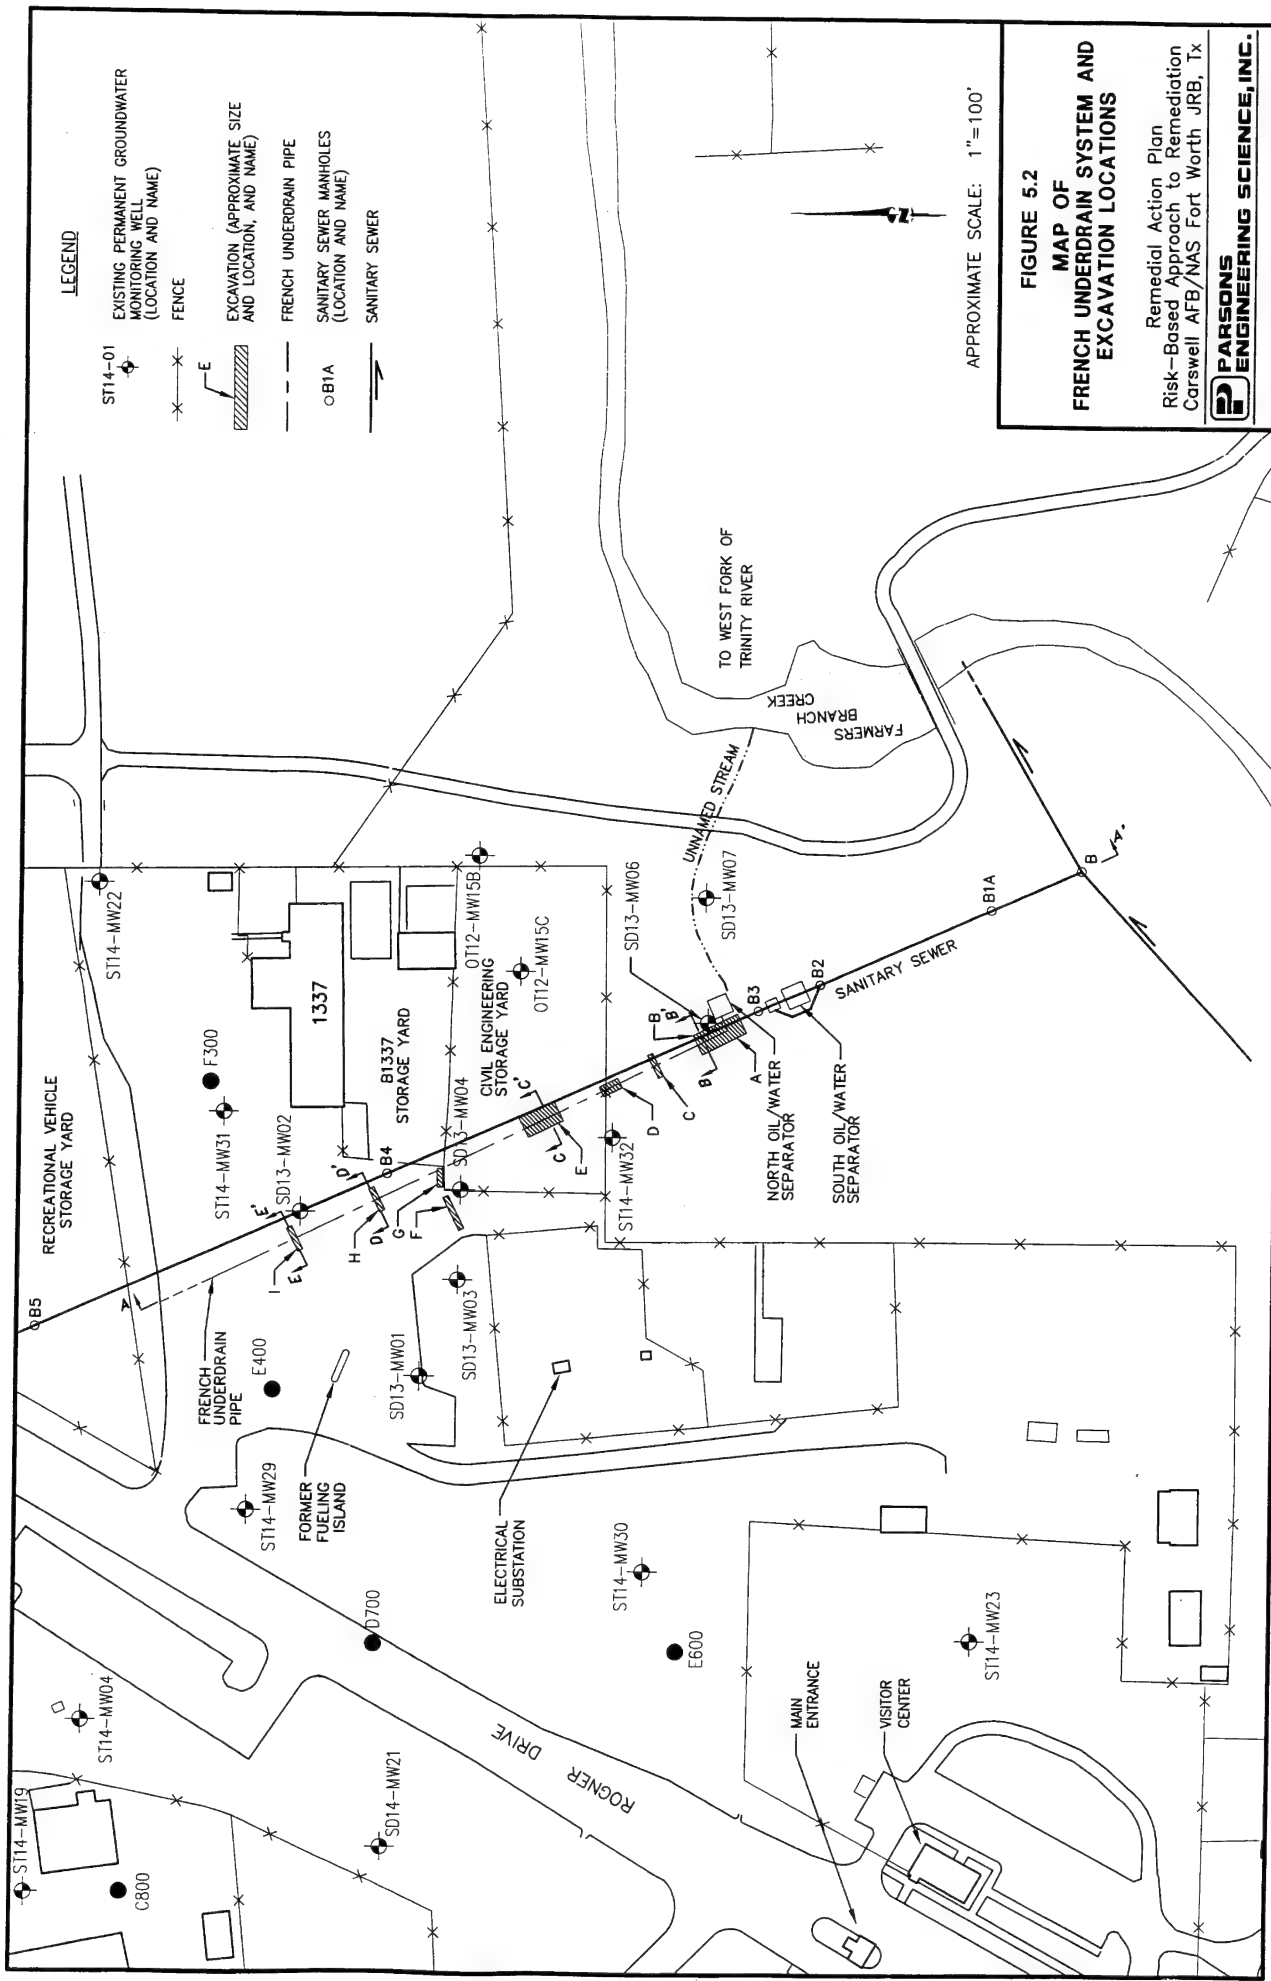 LEGEND
ST14-01
EXISTING PERMANENT GROUNDWATER
MONITORING WELL
(LOCATION AND NAME)
FENCE
E
EXCAVATION (APPROXIMATE SIZE
AND LOCATION, AND NAME)
FRENCH UNDERDRAIN PIPE
B1A
SANITARY SEWER MANHOLES
(LOCATION AND NAME)
SANITARY SEWER
ST14-MW19
C800
ST14-MW04
SD14-MW21
D700
ROGNER
DRIVE
ST14-MW29
FORMER
FUELING
ISLAND
E400
FRENCH
UNDERDRAIN
PIPE
B5
A
RECREATIONAL VEHICLE
STORAGE YARD
ST14-MW31
F300
SD13-MW02
E'
I
E
H
D
D'
B4
G
F
1337
B1337
STORAGE YARD
ST14-MW22
OT12-MW15B
CIVIL ENGINEERING
STORAGE YARD
OT12-MW15C
SD13-MW04
SD13-MW01
SD13-MW03
C'
C
E
ST14-MW32
D
C
B
B'
B'
A
SD13-MW06
UNNAMED STREAM
SD13-MW07
B3
B2
NORTH OIL/WATER
SEPARATOR
SOUTH OIL/WATER
SEPARATOR
SANITARY SEWER
B1A
B
A'
TO WEST FORK OF
TRINITY RIVER
FARMERS
BRANCH
CREEK
ELECTRICAL
SUBSTATION
ST14-MW30
E600
ST14-MW23
MAIN
ENTRANCE
VISITOR
CENTER
N
APPROXIMATE SCALE: 1"=100'
FIGURE 5.2
MAP OF
FRENCH UNDERDRAIN SYSTEM AND
EXCAVATION LOCATIONS
Remedial Action Plan
Risk-Based Approach to Remediation
Carswell AFB/NAS Fort Worth JRB, Tx
PARSONS
ENGINEERING SCIENCE, INC.